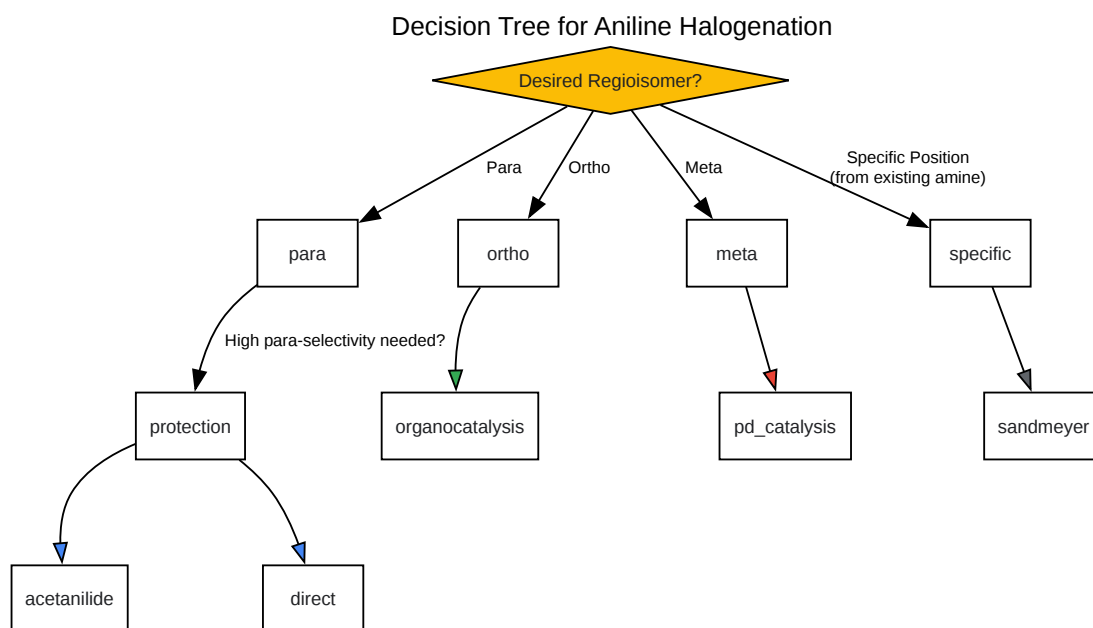 Decision Tree for Aniline Halogenation
Desired Regioisomer?
Para
Ortho
Meta
Specific Position
(from existing amine)
para
ortho
meta
specific
High para-selectivity needed?
protection
organocatalysis
pd_catalysis
sandmeyer
acetanilide
direct